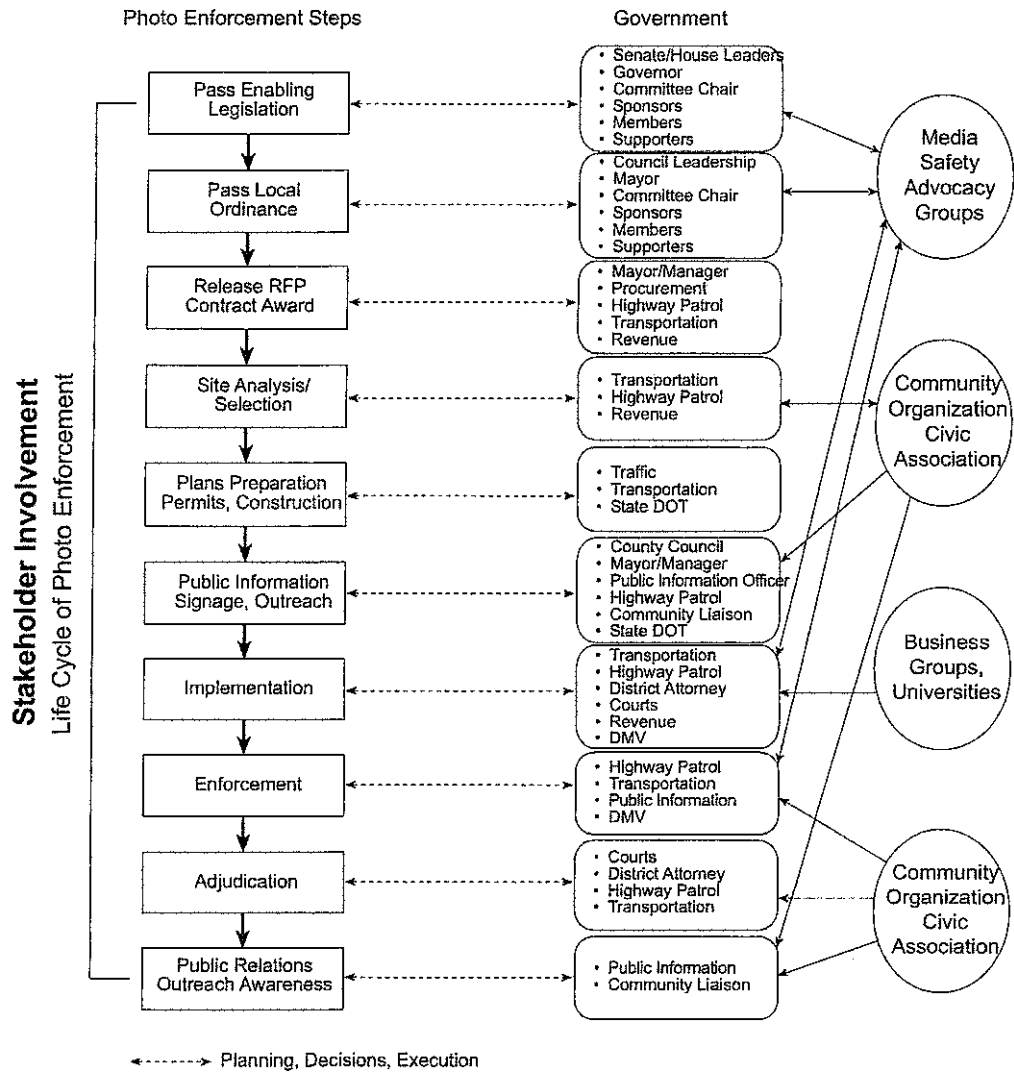 Photo Enforcement Steps
Government
Stakeholder Involvement
Life Cycle of Photo Enforcement
Pass Enabling
Legislation
Pass Local
Ordinance
Release RFP
Contract Award
Site Analysis/
Selection
Plans Preparation
Permits, Construction
Public Information
Signage, Outreach
Implementation
Enforcement
Adjudication
Public Relations
Outreach Awareness
• Senate/House Leaders
• Governor
• Committee Chair
• Sponsors
• Members
• Supporters
• Council Leadership
• Mayor
• Committee Chair
• Sponsors
• Members
• Supporters
• Mayor/Manager
• Procurement
• Highway Patrol
• Transportation
• Revenue
• Transportation
• Highway Patrol
• Revenue
• Traffic
• Transportation
• State DOT
• County Council
• Mayor/Manager
• Public Information Officer
• Highway Patrol
• Community Liaison
• State DOT
• Transportation
• Highway Patrol
• District Attorney
• Courts
• Revenue
• DMV
• Highway Patrol
• Transportation
• Public Information
• DMV
• Courts
• District Attorney
• Highway Patrol
• Transportation
• Public Information
• Community Liaison
Media
Safety
Advocacy
Groups
Community
Organization
Civic
Association
Business
Groups,
Universities
Community
Organization
Civic
Association
Planning, Decisions, Execution